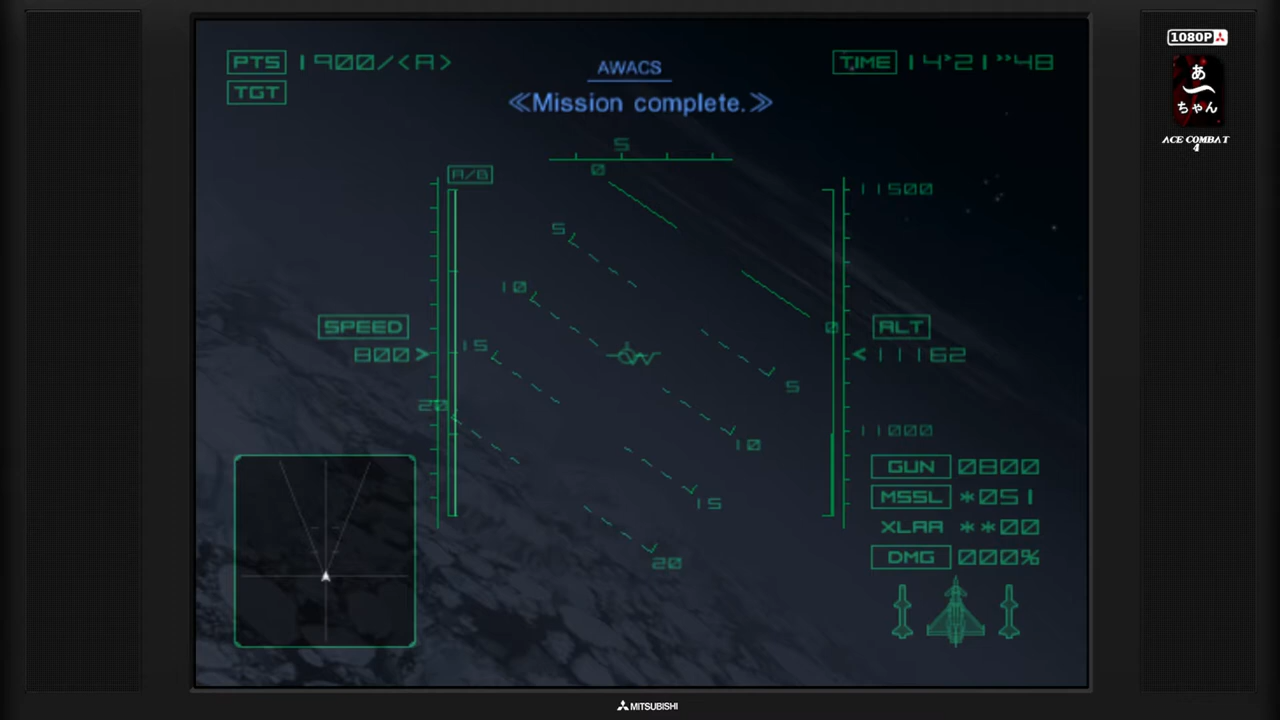 PTS 1900/<A>
TGT
AWACS
≪Mission complete.≫
TIME 14'21"48
1080P
あーちゃん
ACE COMBAT
4
S
0
A/B
11500
5
10
SPEED
800>
15
0
ALT
<11162
20
5
10
11000
15
20
GUN 0800
MSSL *051
XLAA **00
DMG 000%
MITSUBISHI